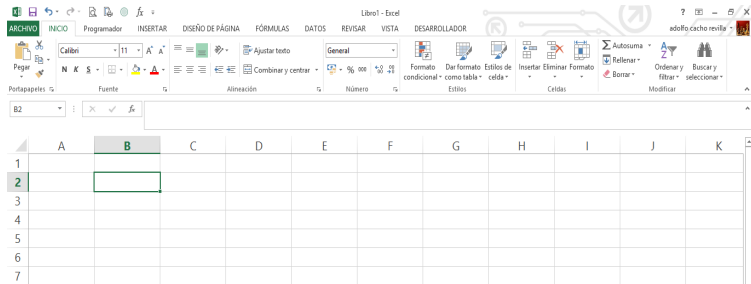 Libro1 - Excel
ARCHIVO INICIO Programador INSERTAR DISEÑO DE PÁGINA FÓRMULAS DATOS REVISAR VISTA DESARROLLADOR adolfo cacho revilla
Calibri 11 A A Ajustar texto General Autosuma
Pegar N K S A Combinar y centrar % 000 Formato condicional Dar formato como tabla Estilos de celda Insertar Eliminar Formato Rellenar Borrar Ordenar y filtrar Buscar y seleccionar
Portapapeles Fuente Alineación Número Estilos Celdas Modificar
B2 fx
A B C D E F G H I J K
1
2
3
4
5
6
7